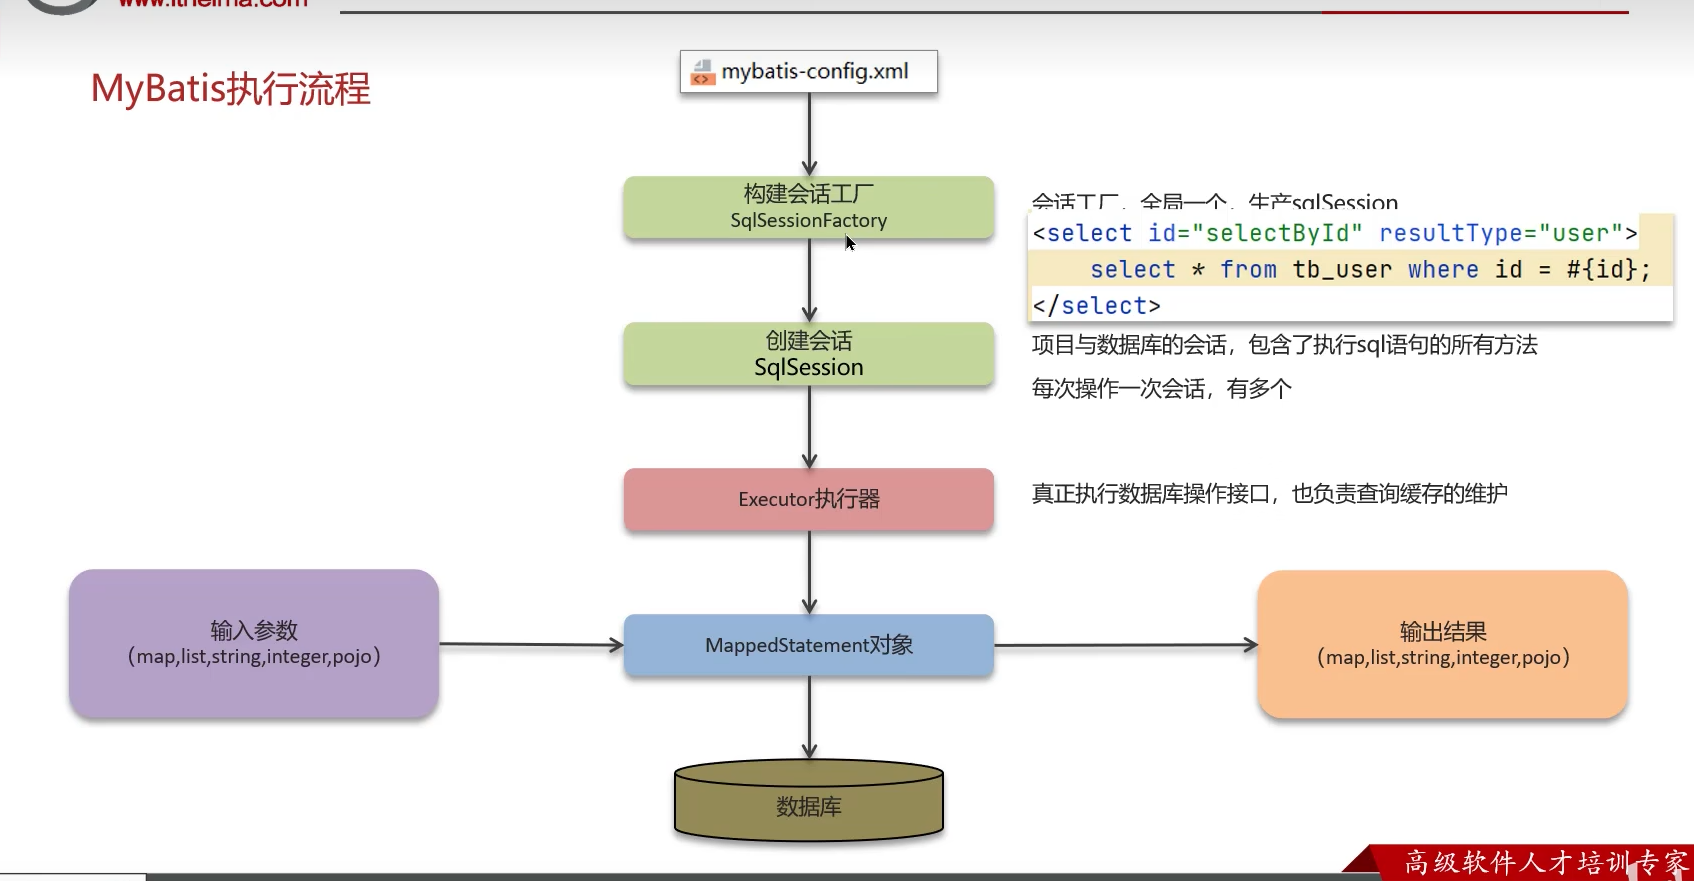 www.itheima.com
MyBatis执行流程
mybatis-config.xml
构建会话工厂
SqlSessionFactory
会话工厂，全局一个，生产sqlSession
<select id="selectById" resultType="user">
select * from tb_user where id = #{id};
</select>
创建会话
SqlSession
项目与数据库的会话，包含了执行sql语句的所有方法
每次操作一次会话，有多个
Executor执行器
真正执行数据库操作接口，也负责查询缓存的维护
输入参数
（map,list,string,integer,pojo）
MappedStatement对象
输出结果
（map,list,string,integer,pojo）
数据库
高级软件人才培训专家